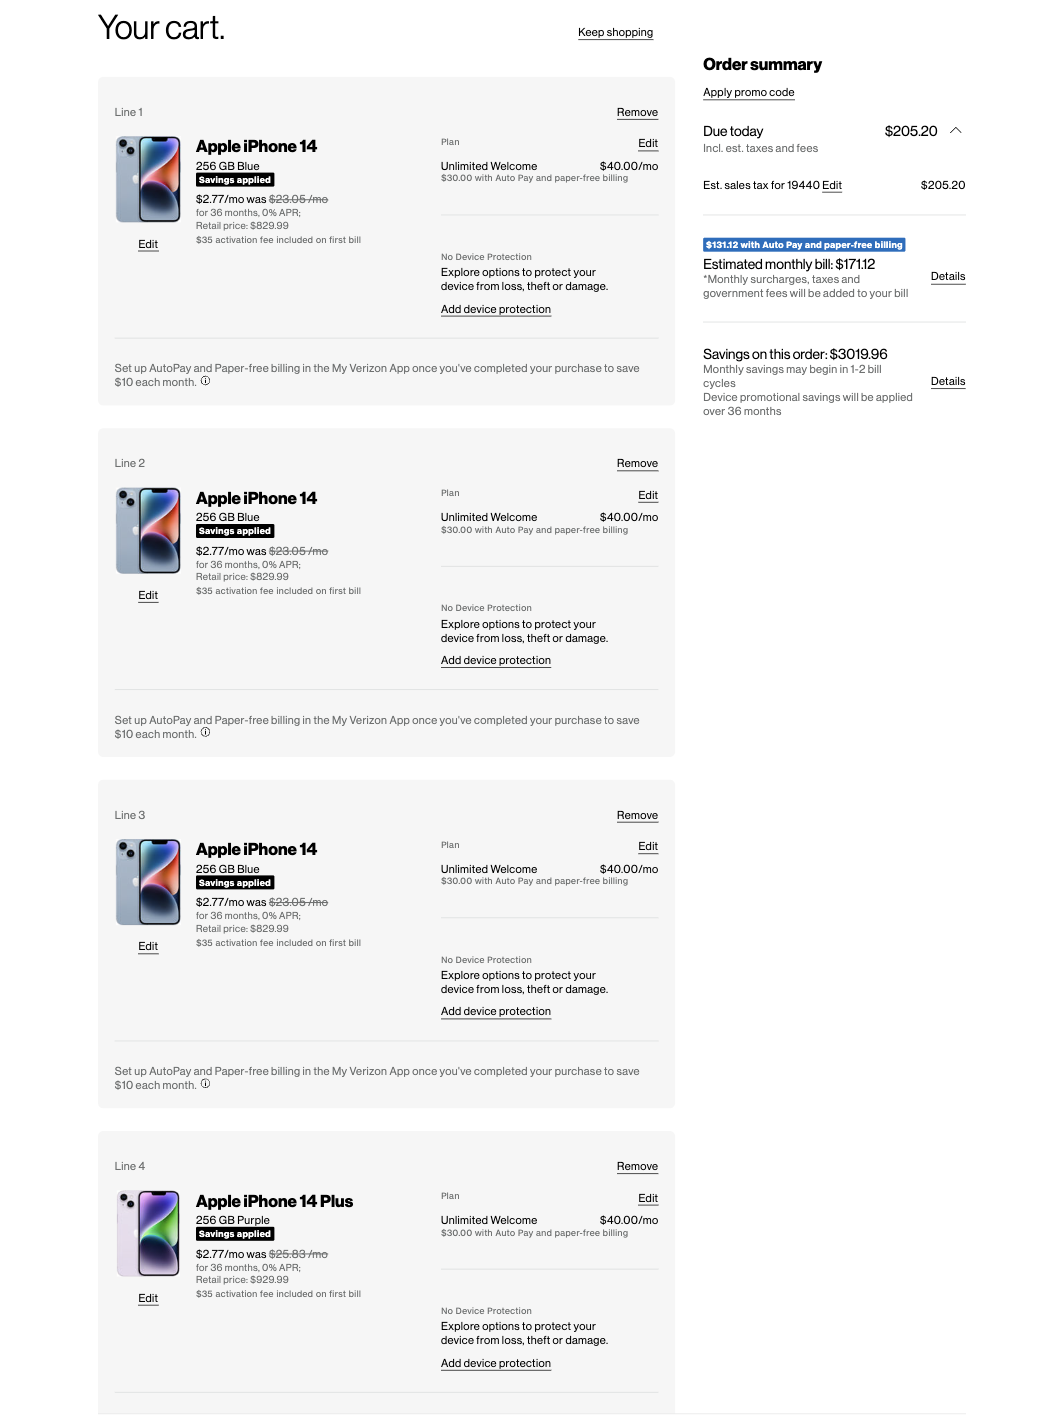 Your cart.
Keep shopping
Line 1
Remove
Apple iPhone 14
256 GB Blue
Savings applied
$2.77/mo was $23.05 /mo
for 36 months, 0% APR;
Retail price: $829.99
$35 activation fee included on first bill
Edit
Plan
Edit
Unlimited Welcome $40.00/mo
$30.00 with Auto Pay and paper-free billing
No Device Protection
Explore options to protect your
device from loss, theft or damage.
Add device protection
Set up AutoPay and Paper-free billing in the My Verizon App once you've completed your purchase to save
$10 each month.
Line 2
Remove
Apple iPhone 14
256 GB Blue
Savings applied
$2.77/mo was $23.05 /mo
for 36 months, 0% APR;
Retail price: $829.99
$35 activation fee included on first bill
Edit
Plan
Edit
Unlimited Welcome $40.00/mo
$30.00 with Auto Pay and paper-free billing
No Device Protection
Explore options to protect your
device from loss, theft or damage.
Add device protection
Set up AutoPay and Paper-free billing in the My Verizon App once you've completed your purchase to save
$10 each month.
Line 3
Remove
Apple iPhone 14
256 GB Blue
Savings applied
$2.77/mo was $23.05 /mo
for 36 months, 0% APR;
Retail price: $829.99
$35 activation fee included on first bill
Edit
Plan
Edit
Unlimited Welcome $40.00/mo
$30.00 with Auto Pay and paper-free billing
No Device Protection
Explore options to protect your
device from loss, theft or damage.
Add device protection
Set up AutoPay and Paper-free billing in the My Verizon App once you've completed your purchase to save
$10 each month.
Line 4
Remove
Apple iPhone 14 Plus
256 GB Purple
Savings applied
$2.77/mo was $25.83 /mo
for 36 months, 0% APR;
Retail price: $929.99
$35 activation fee included on first bill
Edit
Plan
Edit
Unlimited Welcome $40.00/mo
$30.00 with Auto Pay and paper-free billing
No Device Protection
Explore options to protect your
device from loss, theft or damage.
Add device protection
Order summary
Apply promo code
Due today $205.20
Incl. est. taxes and fees
Est. sales tax for 19440 Edit $205.20
$131.12 with Auto Pay and paper-free billing
Estimated monthly bill: $171.12
*Monthly surcharges, taxes and
government fees will be added to your bill
Details
Savings on this order: $3019.96
Monthly savings may begin in 1-2 bill
cycles
Device promotional savings will be applied
over 36 months
Details